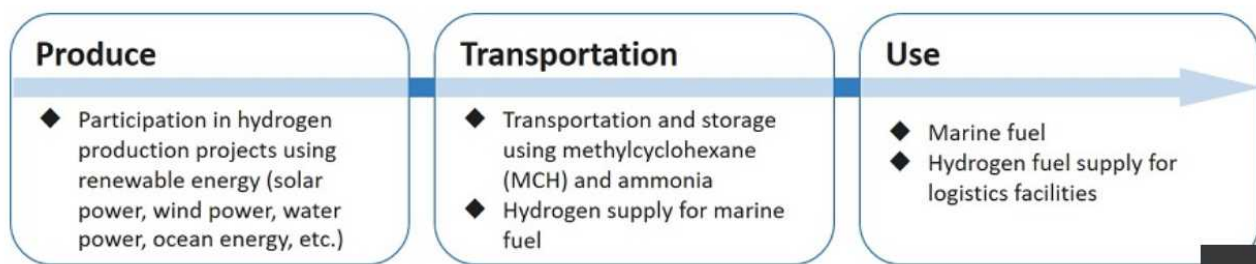 Produce
◆ Participation in hydrogen
production projects using
renewable energy (solar
power, wind power, water
power, ocean energy, etc.)
Transportation
◆ Transportation and storage
using methylcyclohexane
(MCH) and ammonia
◆ Hydrogen supply for marine
fuel
Use
◆ Marine fuel
◆ Hydrogen fuel supply for
logistics facilities